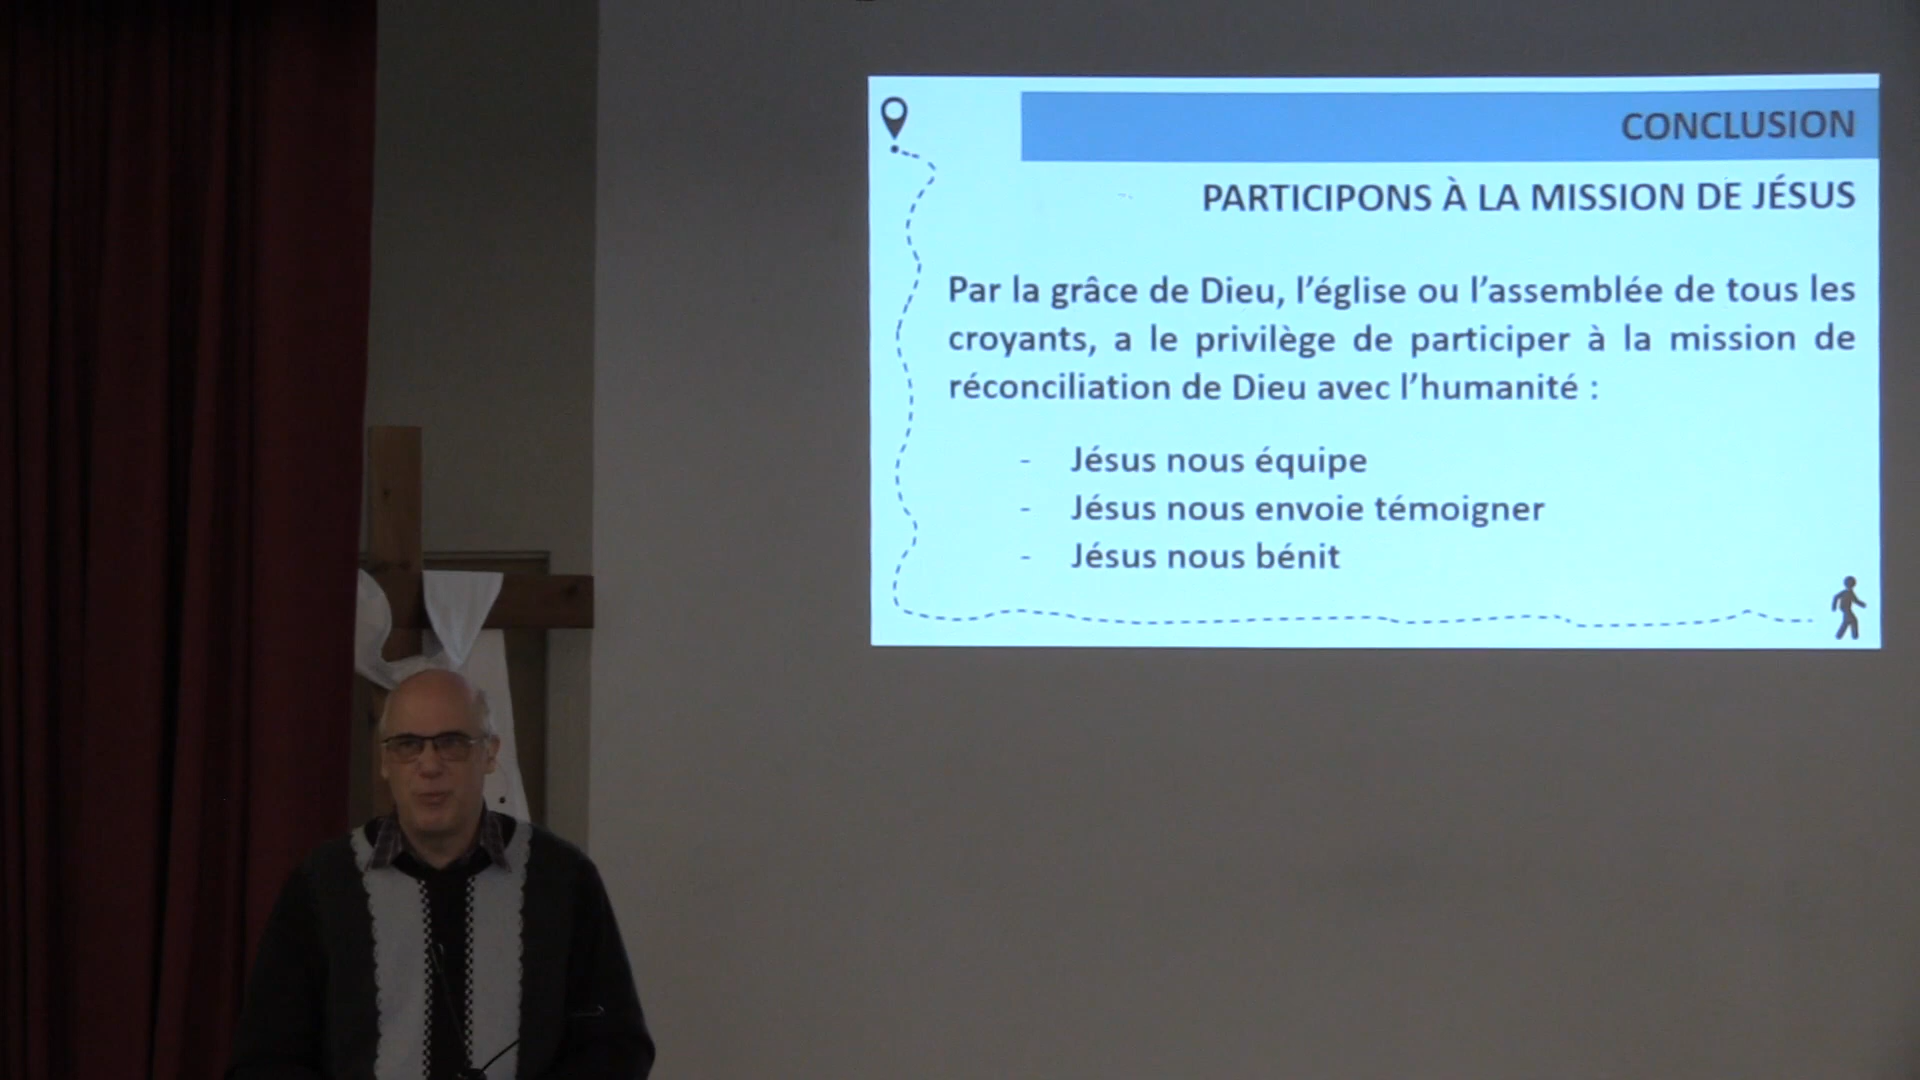 CONCLUSION
PARTICIPONS À LA MISSION DE JÉSUS
Par la grâce de Dieu, l’église ou l’assemblée de tous les
croyants, a le privilège de participer à la mission de
réconciliation de Dieu avec l’humanité :
- Jésus nous équipe
- Jésus nous envoie témoigner
- Jésus nous bénit